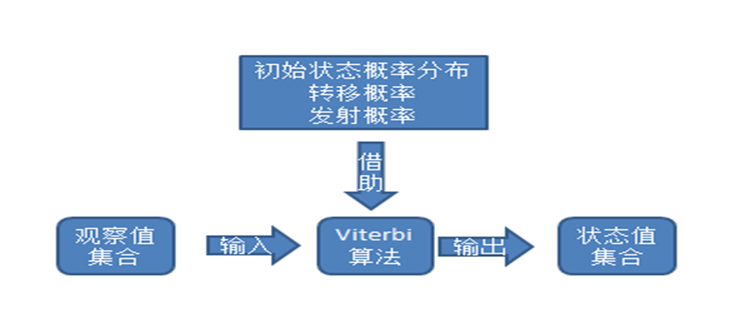 初始状态概率分布
转移概率
发射概率
借
助
观察值
集合
输入
Viterbi
算法
输出
状态值
集合